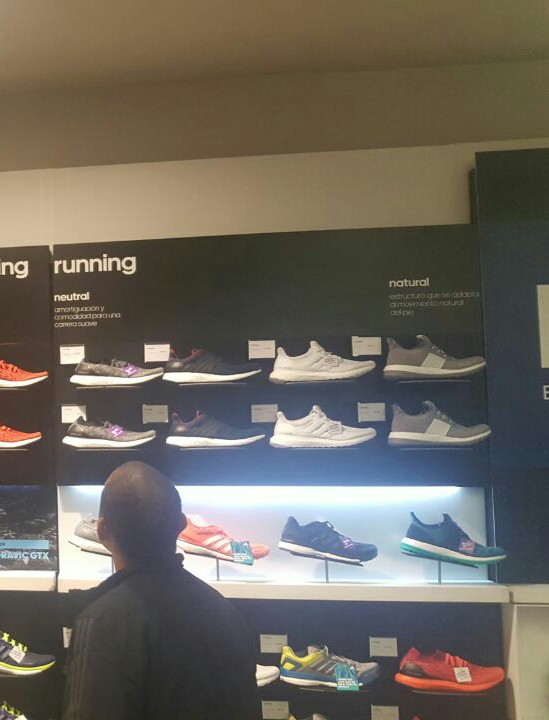 ing
running
neutral
amortiguación y
comodidad para una
carrera suave
natural
estructura que se adapta
al movimiento natural
del pie
RAVIC GTX
E